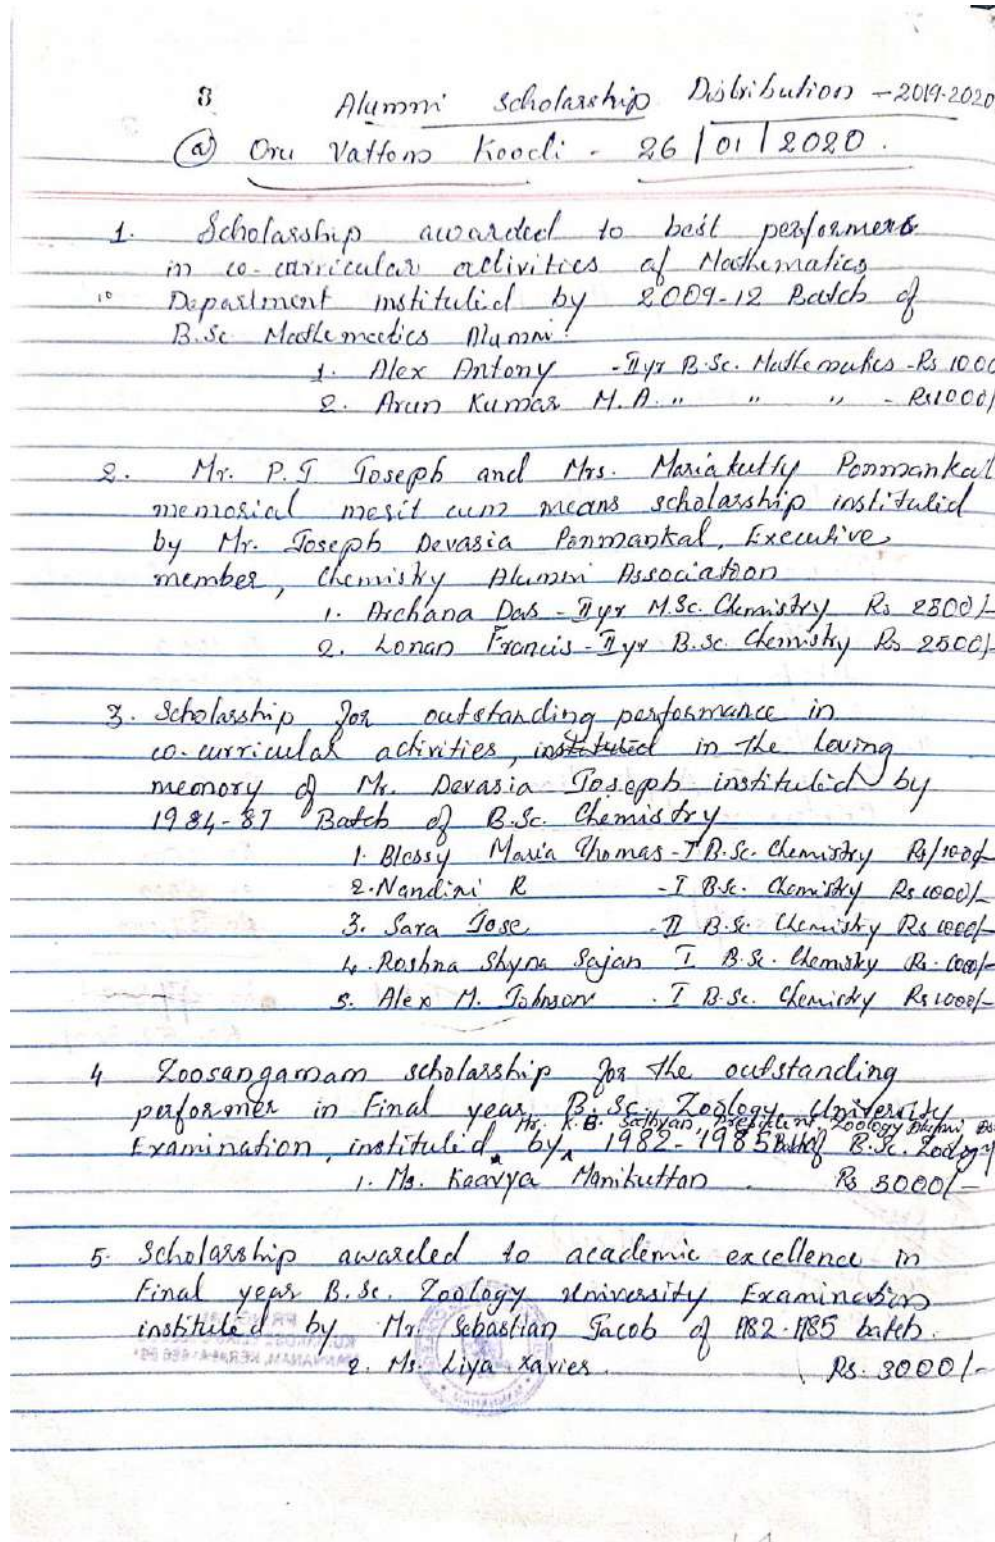 8 Alumni Scholarship Distribution - 2019-2020
@ Oru Vattom Koodi - 26/01/2020.
1. Scholarship awarded to best performers
in co-curricular activities of Mathematics
10 Department instituted by 2009-12 Batch of
B.Sc. Mathematics Alumni
1. Alex Antony - II yr B.Sc. Mathematics - Rs 1000
2. Arun Kumar M.A. " " " - Rs 1000/
2. Mr. P.J Joseph and Mrs. Mariakutty Ponmankal
memorial merit cum means scholarship instituted
by Mr. Joseph Devasia Ponmankal, Executive
member, Chemistry Alumni Association
1. Archana Das - II yr M.Sc. Chemistry Rs 2500/-
2. Lonan Francis - II yr B.Sc. Chemistry Rs 2500/-
3. Scholarship for outstanding performance in
co-curricular activities, instituted in the loving
memory of Mr. Devasia Joseph instituted by
1984-87 Batch of B.Sc. Chemistry
1. Blessy Maria Thomas - I B.Sc. Chemistry Rs/1000/-
2. Nandini R - I B.Sc. Chemistry Rs 1000/-
3. Sara Jose - II B.Sc. Chemistry Rs 1000/-
4. Roshna Shyna Sajan I B.Sc. Chemistry Rs. 1000/-
5. Alex M. Johnson - I B.Sc. Chemistry Rs 1000/-
4 Zoosangamam scholarship for the outstanding
performer in Final year B.Sc. Zoology University
Mr. K.B. Sathyan, President, Zoology Alumni
Examination, instituted by 1982-1985 Batch of B.Sc. Zoology
1. Ms. Kaavya Manikuttan Rs 3000/-
5. Scholarship awarded to academic excellence in
Final year B.Sc. Zoology University Examination
instituted by Mr. Sebastian Jacob of 1982-1985 batch.
2. Ms. Liya Xavier. Rs. 3000/-